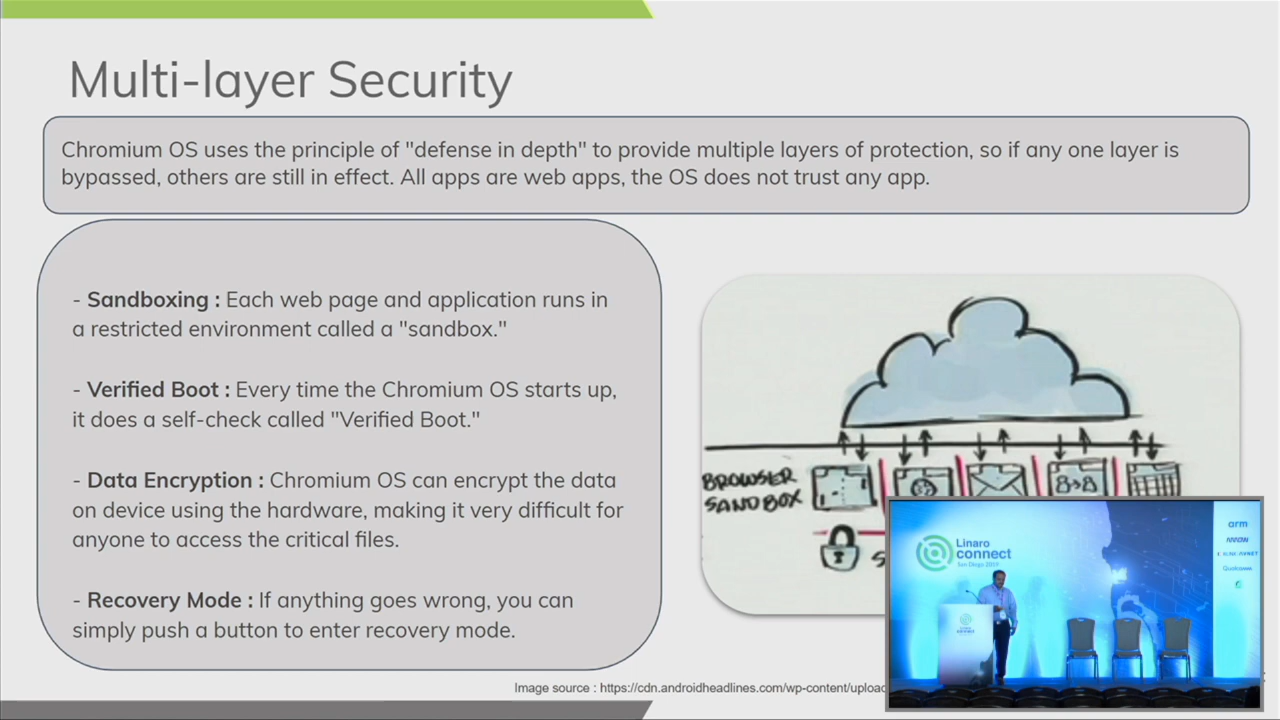 Multi-layer Security
Chromium OS uses the principle of "defense in depth" to provide multiple layers of protection, so if any one layer is
bypassed, others are still in effect. All apps are web apps, the OS does not trust any app.
- Sandboxing : Each web page and application runs in
a restricted environment called a "sandbox."
- Verified Boot : Every time the Chromium OS starts up,
it does a self-check called "Verified Boot."
- Data Encryption : Chromium OS can encrypt the data
on device using the hardware, making it very difficult for
anyone to access the critical files.
- Recovery Mode : If anything goes wrong, you can
simply push a button to enter recovery mode.
BROWSER
SANDBOX
S
Image source : https://cdn.androidheadlines.com/wp-content/upload
Linaro
connect
San Diego 2019
arm
ARROW
Qualcomm